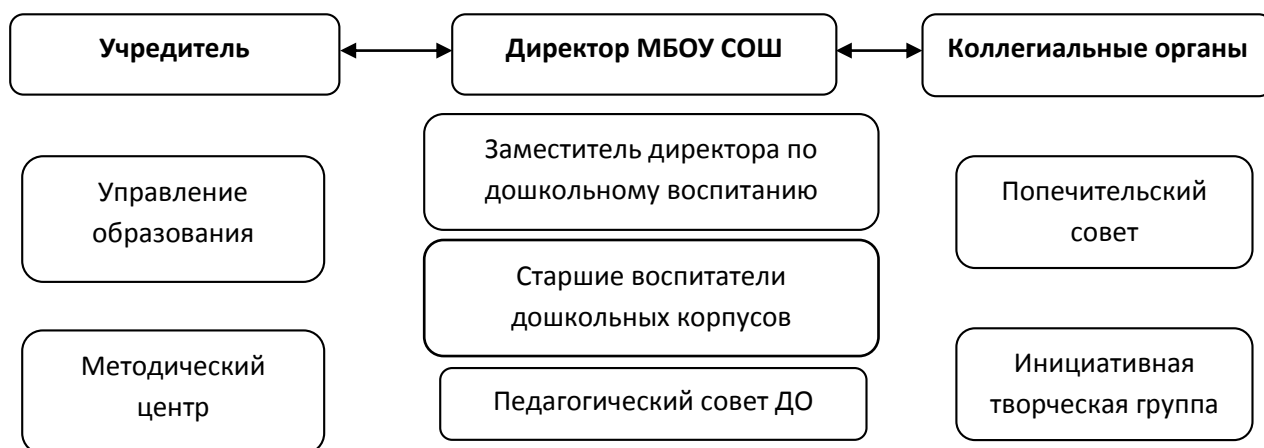 Учредитель
Директор МБОУ СОШ
Коллегиальные органы
Заместитель директора по
дошкольному воспитанию
Управление
образования
Попечительский
совет
Старшие воспитатели
дошкольных корпусов
Методический
центр
Педагогический совет ДО
Инициативная
творческая группа